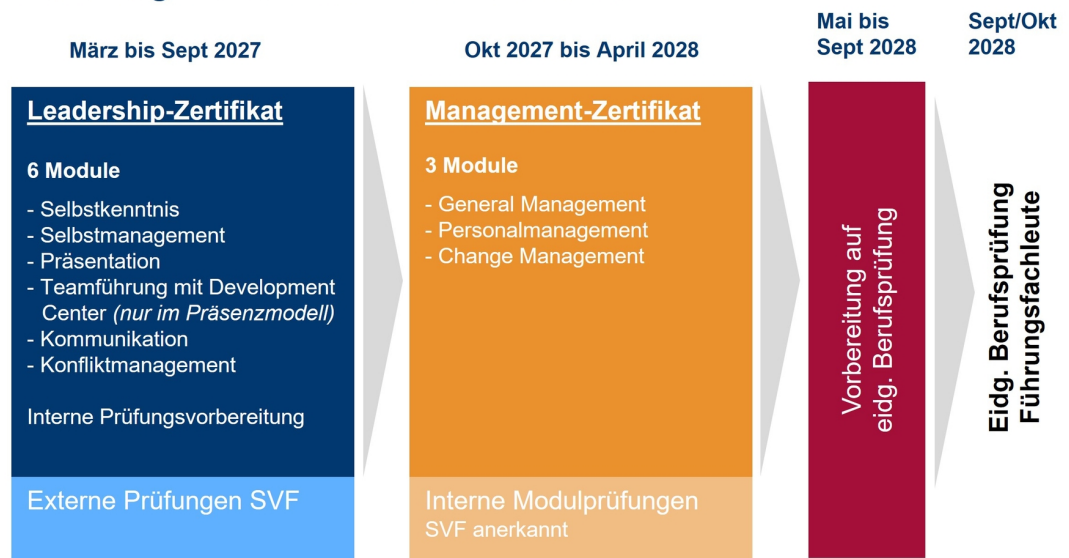 März bis Sept 2027
Leadership-Zertifikat
6 Module
- Selbstkenntnis
- Selbstmanagement
- Präsentation
- Teamführung mit Development
Center (nur im Präsenzmodell)
- Kommunikation
- Konfliktmanagement
Interne Prüfungsvorbereitung
Externe Prüfungen SVF
Okt 2027 bis April 2028
Management-Zertifikat
3 Module
- General Management
- Personalmanagement
- Change Management
Interne Modulprüfungen
SVF anerkannt
Mai bis
Sept 2028
Vorbereitung auf
eidg. Berufsprüfung
Sept/Okt
2028
Eidg. Berufsprüfung
Führungsfachleute